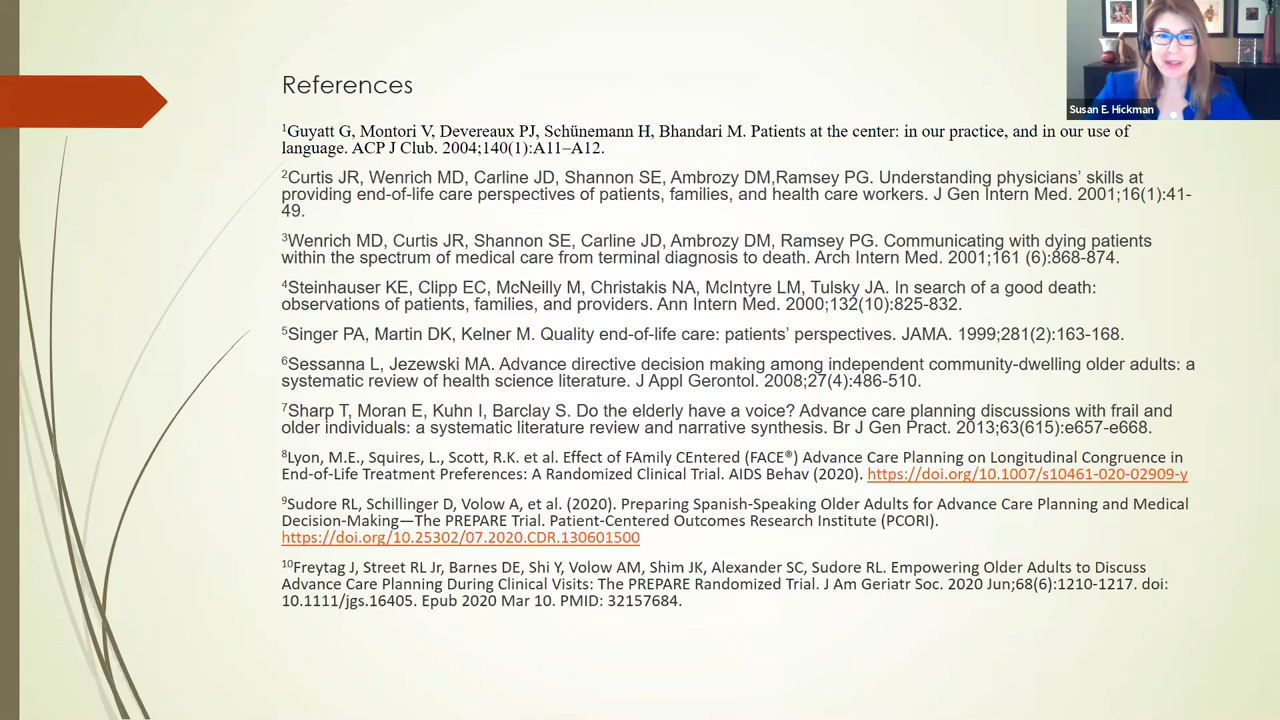 References
Susan E. Hickman
¹Guyatt G, Montori V, Devereaux PJ, Schünemann H, Bhandari M. Patients at the center: in our practice, and in our use of
language. ACP J Club. 2004;140(1):A11–A12.
²Curtis JR, Wenrich MD, Carline JD, Shannon SE, Ambrozy DM,Ramsey PG. Understanding physicians’ skills at
providing end-of-life care perspectives of patients, families, and health care workers. J Gen Intern Med. 2001;16(1):41-
49.
³Wenrich MD, Curtis JR, Shannon SE, Carline JD, Ambrozy DM, Ramsey PG. Communicating with dying patients
within the spectrum of medical care from terminal diagnosis to death. Arch Intern Med. 2001;161 (6):868-874.
⁴Steinhauser KE, Clipp EC, McNeilly M, Christakis NA, McIntyre LM, Tulsky JA. In search of a good death:
observations of patients, families, and providers. Ann Intern Med. 2000;132(10):825-832.
⁵Singer PA, Martin DK, Kelner M. Quality end-of-life care: patients’ perspectives. JAMA. 1999;281(2):163-168.
⁶Sessanna L, Jezewski MA. Advance directive decision making among independent community-dwelling older adults: a
systematic review of health science literature. J Appl Gerontol. 2008;27(4):486-510.
⁷Sharp T, Moran E, Kuhn I, Barclay S. Do the elderly have a voice? Advance care planning discussions with frail and
older individuals: a systematic literature review and narrative synthesis. Br J Gen Pract. 2013;63(615):e657-e668.
⁸Lyon, M.E., Squires, L., Scott, R.K. et al. Effect of FAmily CEntered (FACE®) Advance Care Planning on Longitudinal Congruence in
End-of-Life Treatment Preferences: A Randomized Clinical Trial. AIDS Behav (2020). https://doi.org/10.1007/s10461-020-02909-y
⁹Sudore RL, Schillinger D, Volow A, et al. (2020). Preparing Spanish-Speaking Older Adults for Advance Care Planning and Medical
Decision-Making—The PREPARE Trial. Patient-Centered Outcomes Research Institute (PCORI).
https://doi.org/10.25302/07.2020.CDR.130601500
¹⁰Freytag J, Street RL Jr, Barnes DE, Shi Y, Volow AM, Shim JK, Alexander SC, Sudore RL. Empowering Older Adults to Discuss
Advance Care Planning During Clinical Visits: The PREPARE Randomized Trial. J Am Geriatr Soc. 2020 Jun;68(6):1210-1217. doi:
10.1111/jgs.16405. Epub 2020 Mar 10. PMID: 32157684.